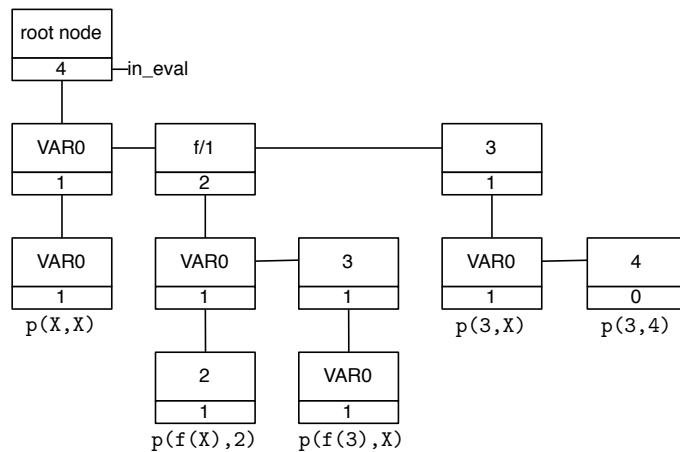 root node
4 in_eval
VAR0 f/1 3
1 2 1
VAR0 VAR0 3 VAR0 4
1 1 1 1 0
p(X,X) p(3,X) p(3,4)
2 VAR0
1 1
p(f(X),2) p(f(3),X)